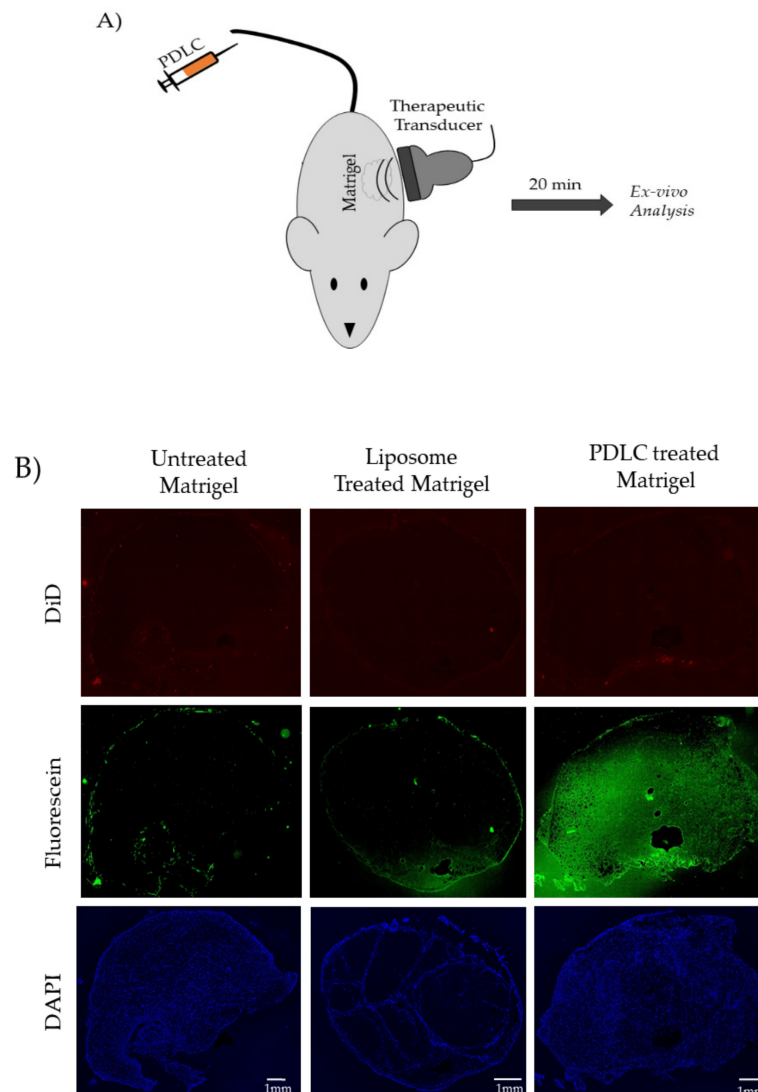 A)
PDLC
Therapeutic
Transducer
Matrigel
20 min
Ex-vivo
Analysis
B)
Untreated
Matrigel
Liposome
Treated Matrigel
PDLC treated
Matrigel
DiD
Fluorescein
DAPI
1mm
1mm
1mm